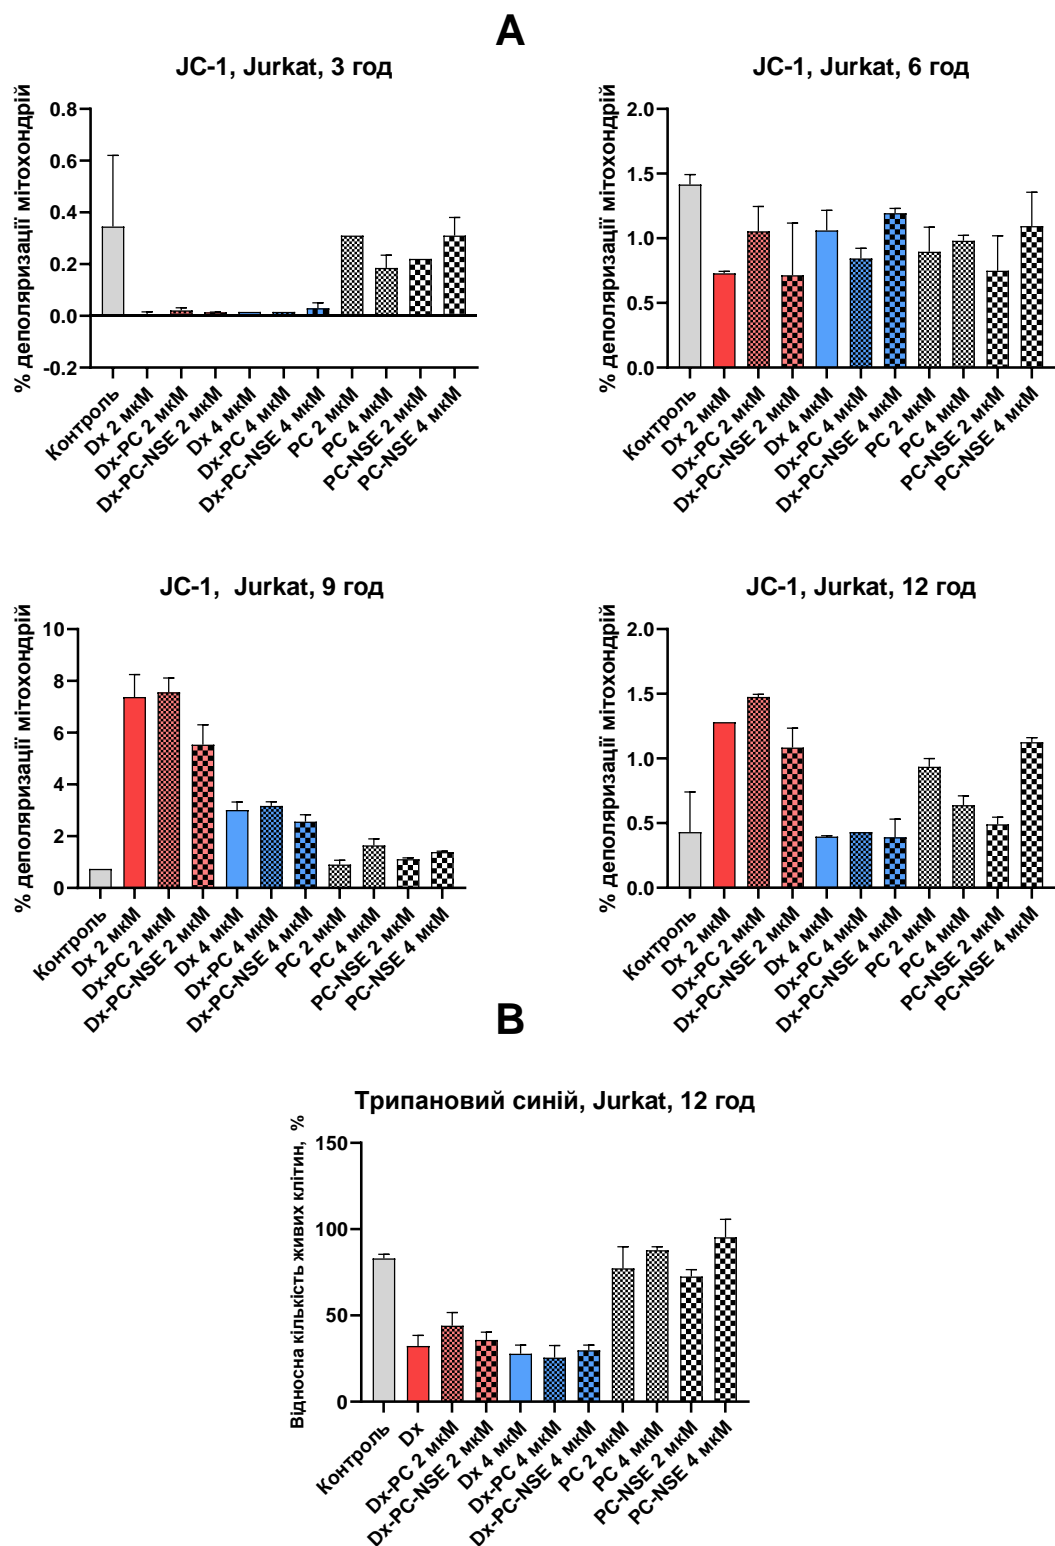 A
JC-1, Jurkat, 3 год
% деполяризації мітохондрій
0.8
0.6
0.4
0.2
0.0
-0.2
Контроль
Dx 2 мкМ
Dx-PC 2 мкМ
Dx-PC-NSE 2 мкМ
Dx 4 мкМ
Dx-PC 4 мкМ
Dx-PC-NSE 4 мкМ
PC 2 мкМ
PC 4 мкМ
PC-NSE 2 мкМ
PC-NSE 4 мкМ
JC-1, Jurkat, 6 год
% деполяризації мітохондрій
2.0
1.5
1.0
0.5
0.0
Контроль
Dx 2 мкМ
Dx-PC 2 мкМ
Dx-PC-NSE 2 мкМ
Dx 4 мкМ
Dx-PC 4 мкМ
Dx-PC-NSE 4 мкМ
PC 2 мкМ
PC 4 мкМ
PC-NSE 2 мкМ
PC-NSE 4 мкМ
JC-1,  Jurkat, 9 год
% деполяризації мітохондрій
10
8
6
4
2
0
Контроль
Dx 2 мкМ
Dx-PC 2 мкМ
Dx-PC-NSE 2 мкМ
Dx 4 мкМ
Dx-PC 4 мкМ
Dx-PC-NSE 4 мкМ
PC 2 мкМ
PC 4 мкМ
PC-NSE 2 мкМ
PC-NSE 4 мкМ
JC-1, Jurkat, 12 год
% деполяризації мітохондрій
2.0
1.5
1.0
0.5
0.0
Контроль
Dx 2 мкМ
Dx-PC 2 мкМ
Dx-PC-NSE 2 мкМ
Dx 4 мкМ
Dx-PC 4 мкМ
Dx-PC-NSE 4 мкМ
PC 2 мкМ
PC 4 мкМ
PC-NSE 2 мкМ
PC-NSE 4 мкМ
B
Трипановий синій, Jurkat, 12 год
Відносна кількість живих клітин,  %
150
100
50
0
Контроль
Dx
Dx-PC 2 мкМ
Dx-PC-NSE 2 мкМ
Dx 4 мкМ
Dx-PC 4 мкМ
Dx-PC-NSE 4 мкМ
PC 2 мкМ
PC 4 мкМ
PC-NSE 2 мкМ
PC-NSE 4 мкМ